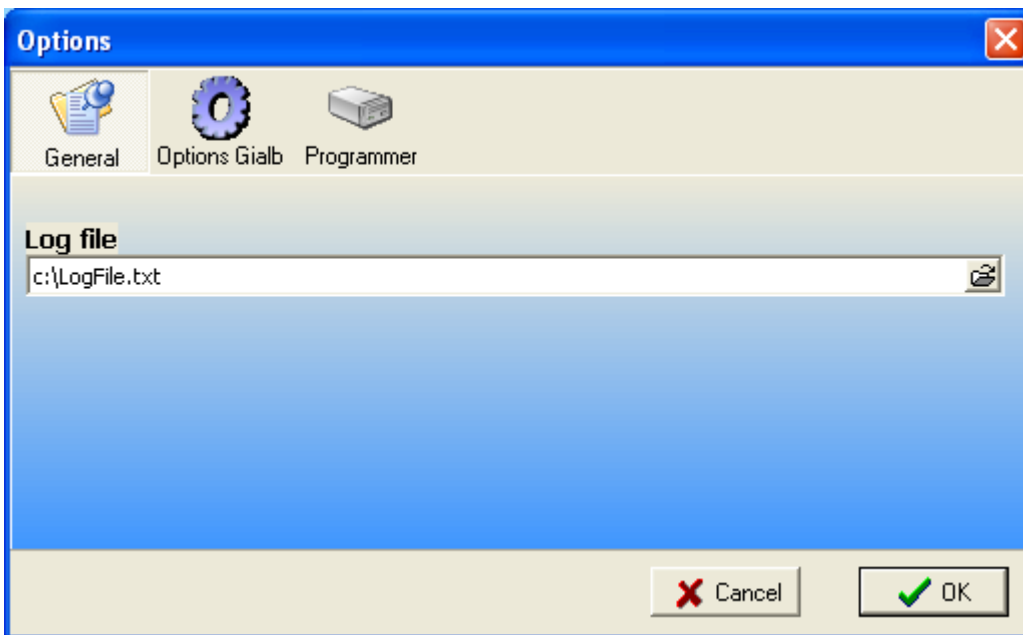 Options
General
Options Gialb
Programmer
Log file
c:\LogFile.txt
Cancel
OK